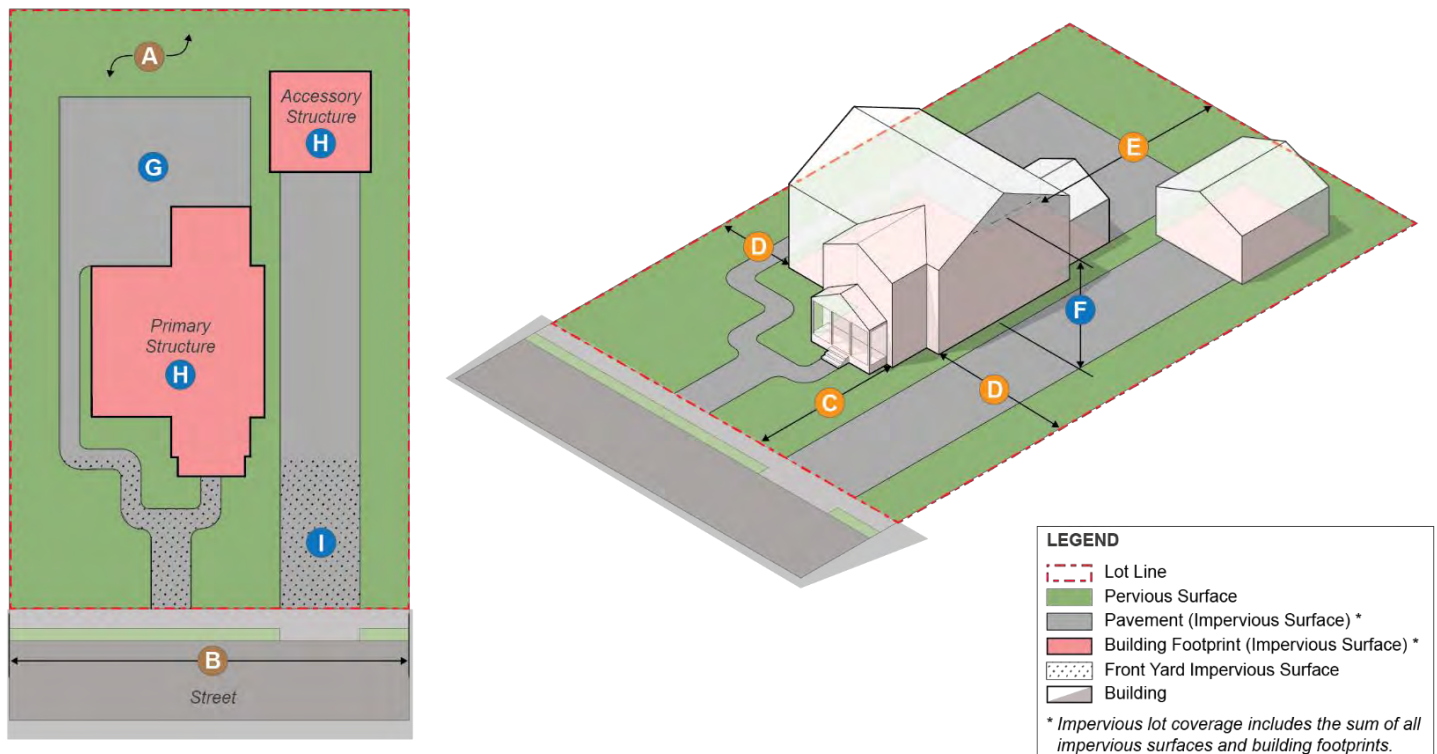 A
Accessory
Structure
H
G
Primary
Structure
H
I
B
Street
E
D
F
D
C
LEGEND
Lot Line
Pervious Surface
Pavement (Impervious Surface) *
Building Footprint (Impervious Surface) *
Front Yard Impervious Surface
Building
* Impervious lot coverage includes the sum of all
impervious surfaces and building footprints.